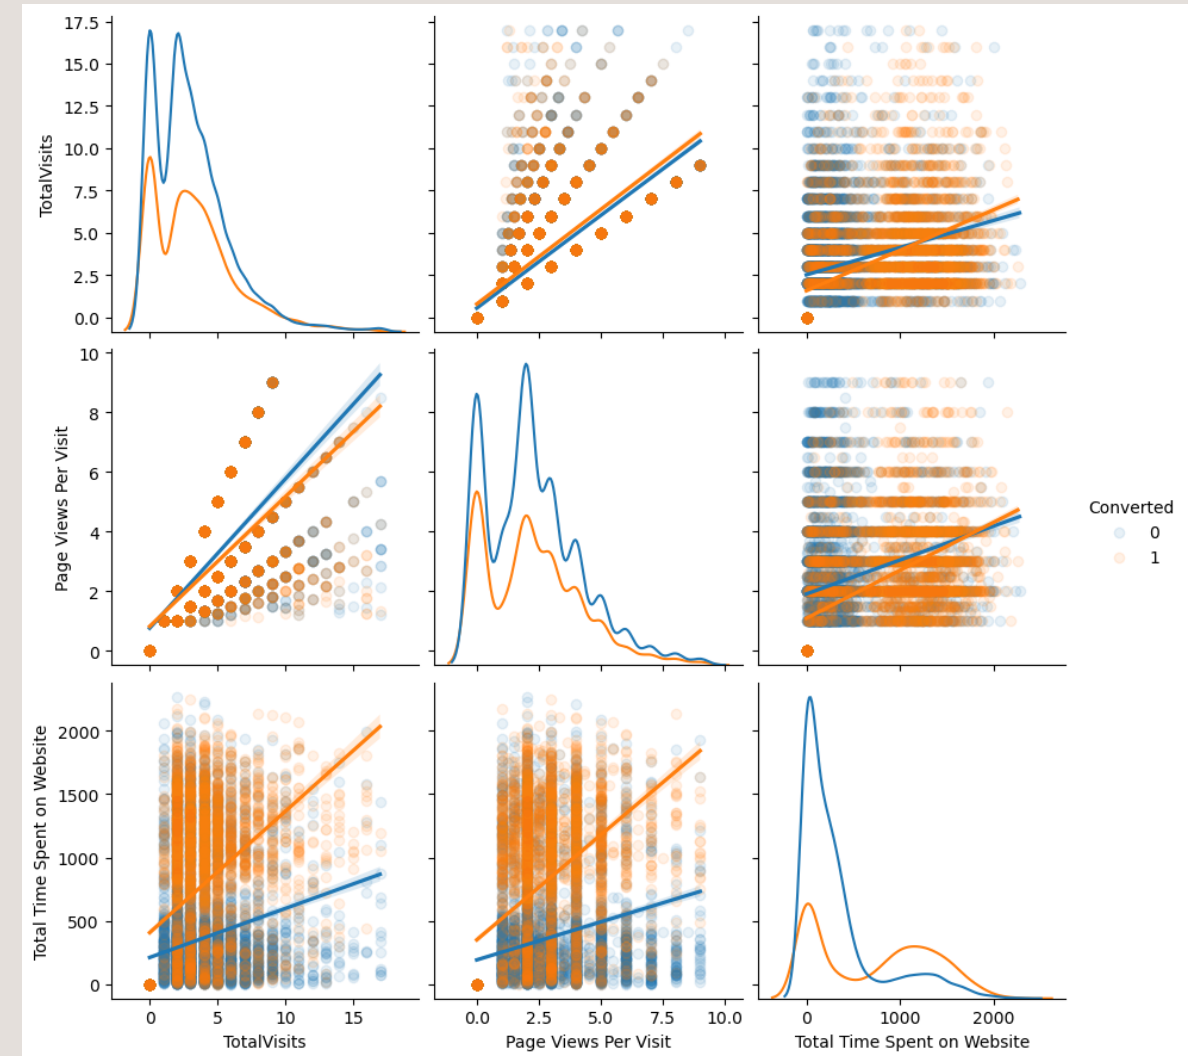 17.5
15.0
12.5
10.0
7.5
5.0
2.5
0.0
TotalVisits
10
8
6
4
2
0
Page Views Per Visit
Converted
0
1
2000
1500
1000
500
0
Total Time Spent on Website
0 5 10 15
TotalVisits
0.0 2.5 5.0 7.5 10.0
Page Views Per Visit
0 1000 2000
Total Time Spent on Website